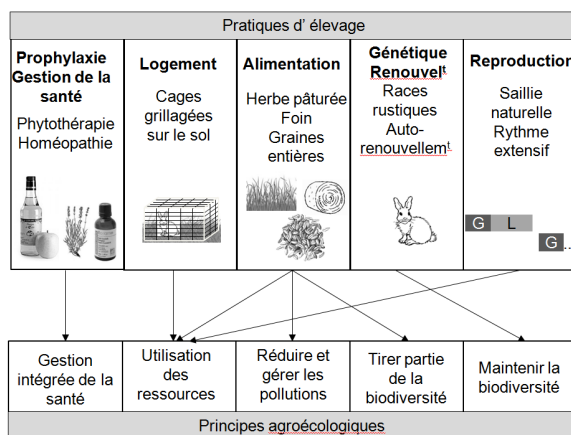 Pratiques d’ élevage
Prophylaxie
Gestion de la
santé
Phytothérapie
Homéopathie
Logement
Cages
grillagées
sur le sol
Alimentation
Herbe pâturée
Foin
Graines
entières
Génétique
Renouvelᵗ
Races
rustiques
Auto-
renouvellemᵗ
Reproduction
Saillie
naturelle
Rythme
extensif
G L
G ..
Gestion
intégrée de la
santé
Utilisation
des
ressources
Réduire et
gérer les
pollutions
Tirer partie
de la
biodiversité
Maintenir la
biodiversité
Principes agroécologiques